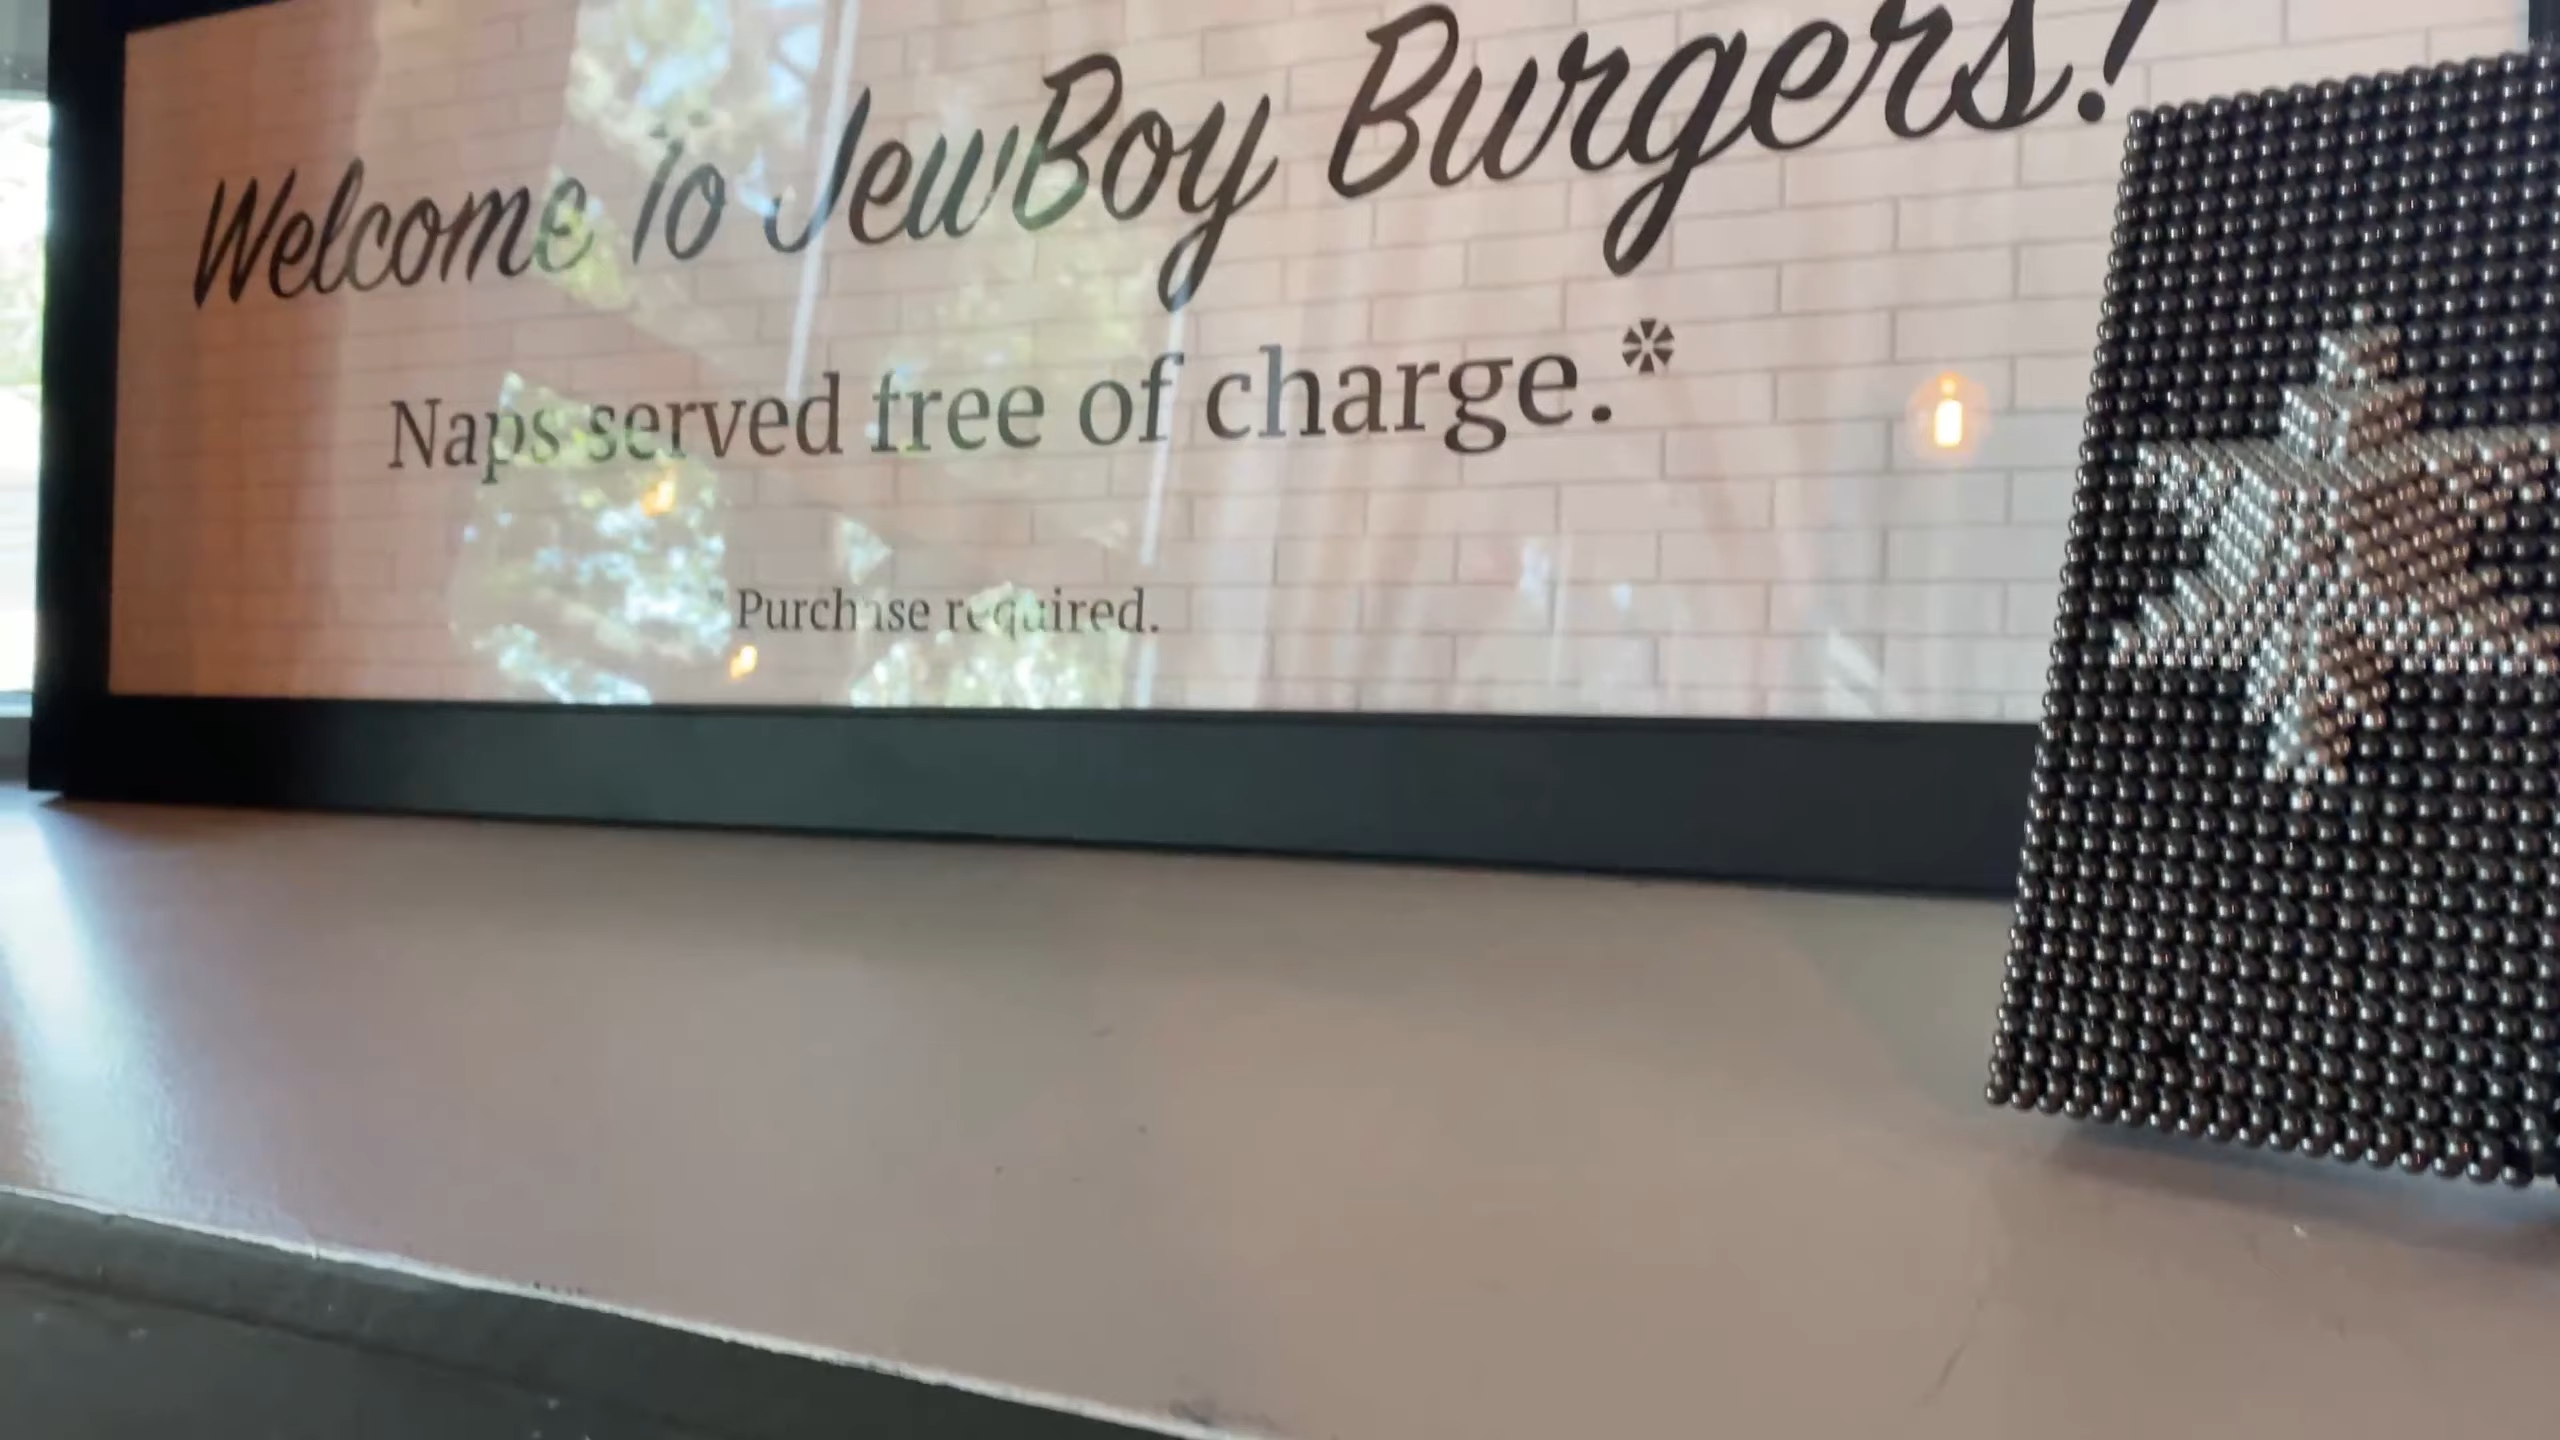 Welcome to JewBoy Burgers!
Naps served free of charge.*
* Purchase required.